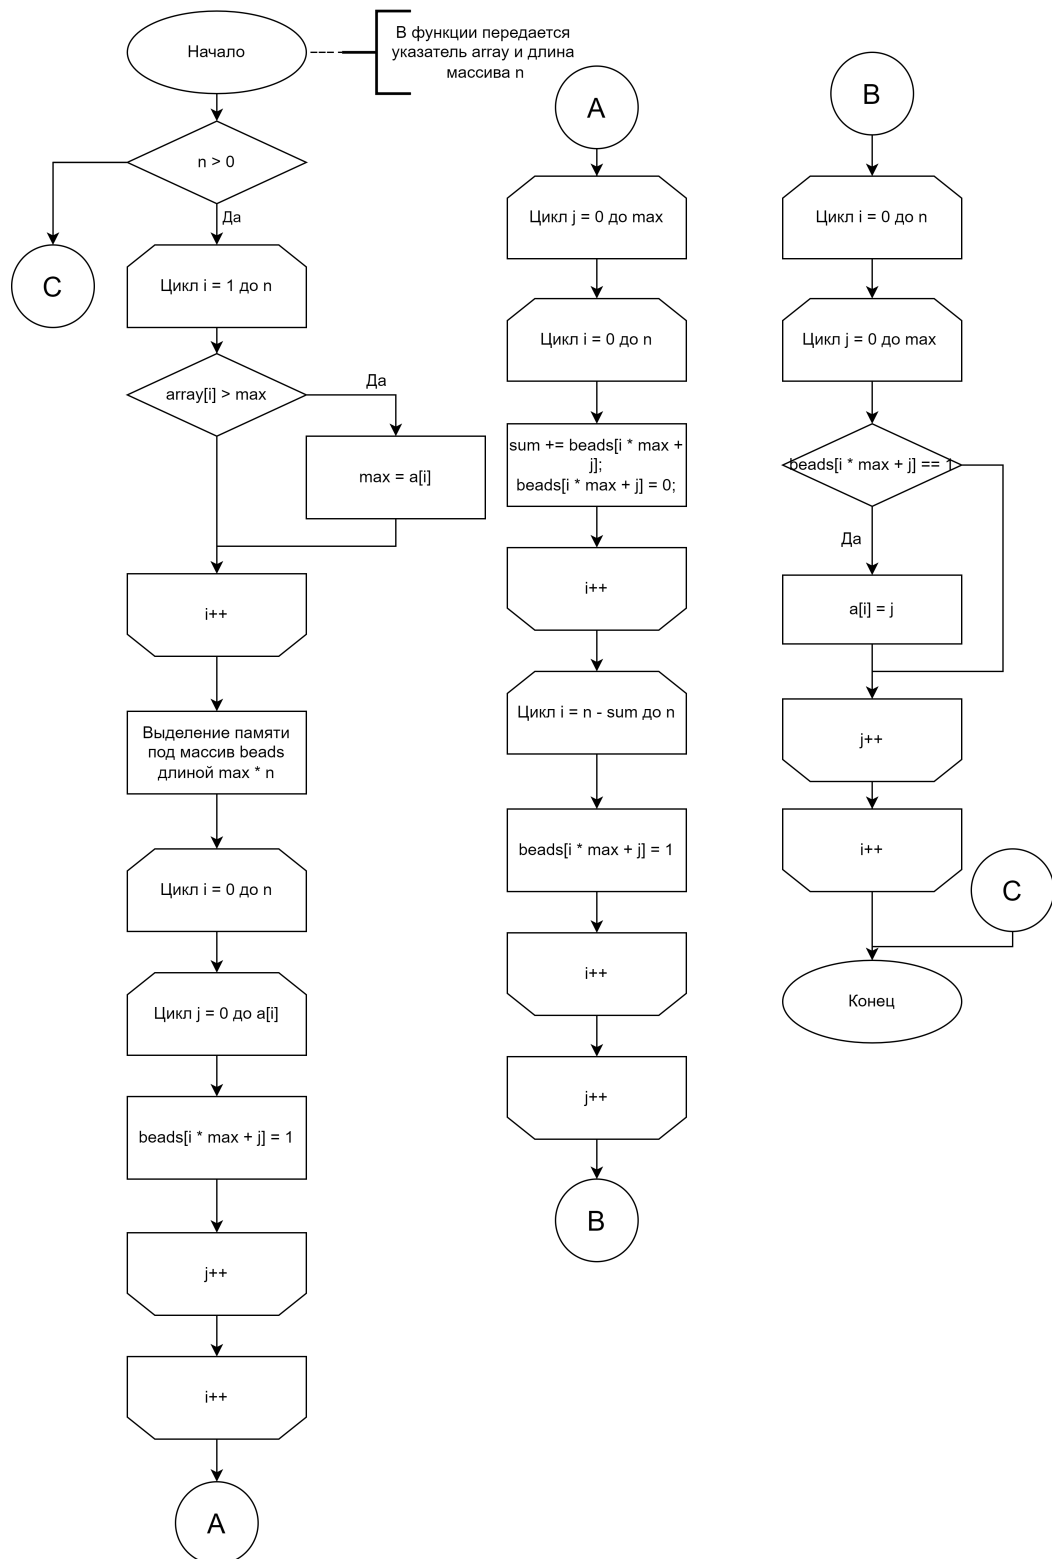 Начало
В функции передается
указатель array и длина
массива n
n > 0
Да
C
Цикл i = 1 до n
array[i] > max
Да
max = a[i]
i++
Выделение памяти
под массив beads
длиной max * n
Цикл i = 0 до n
Цикл j = 0 до a[i]
beads[i * max + j] = 1
j++
i++
A
A
Цикл j = 0 до max
Цикл i = 0 до n
sum += beads[i * max +
j];
beads[i * max + j] = 0;
i++
Цикл i = n - sum до n
beads[i * max + j] = 1
i++
j++
B
B
Цикл i = 0 до n
Цикл j = 0 до max
beads[i * max + j] == 1
Да
a[i] = j
j++
i++
C
Конец